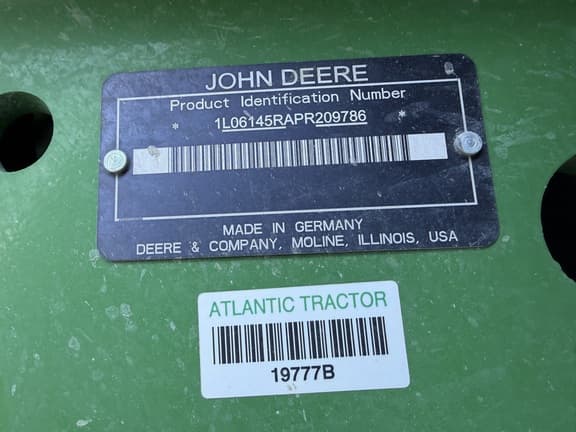 JOHN DEERE
Product Identification Number
* 1L06145RAPR209786 *
MADE IN GERMANY
DEERE & COMPANY, MOLINE, ILLINOIS, USA
ATLANTIC TRACTOR
19777B